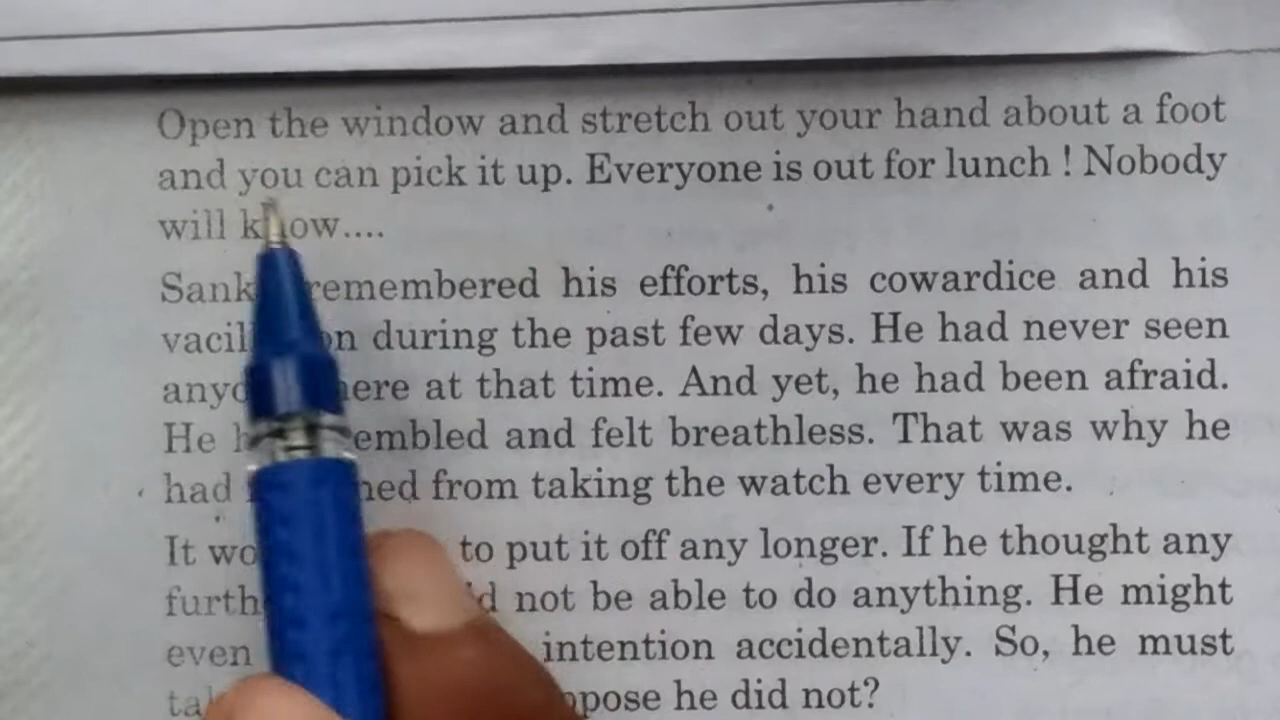 Open the window and stretch out your hand about a foot
and you can pick it up. Everyone is out for lunch ! Nobody
will know....
remembered his efforts, his cowardice and his
during the past few days. He had never seen
at that time. And yet, he had been afraid.
He and felt breathless. That was why he
had from taking the watch every time.
It to put it off any longer. If he thought any
not be able to do anything. He might
even intention accidentally. So, he must
he did not?